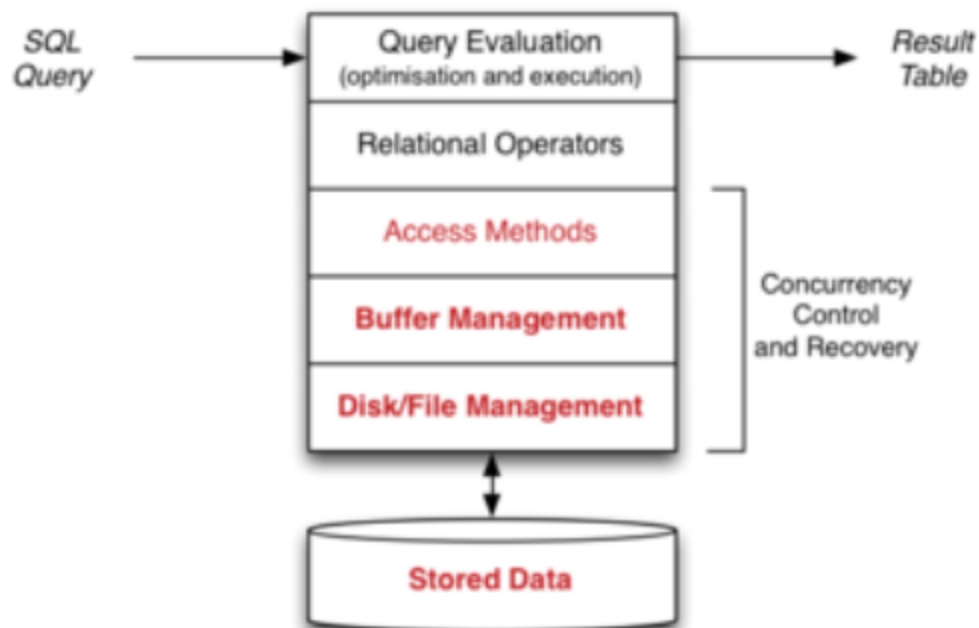 SQL
Query
Query Evaluation
(optimisation and execution)
Result
Table
Relational Operators
Access Methods
Buffer Management
Disk/File Management
Concurrency
Control
and Recovery
Stored Data